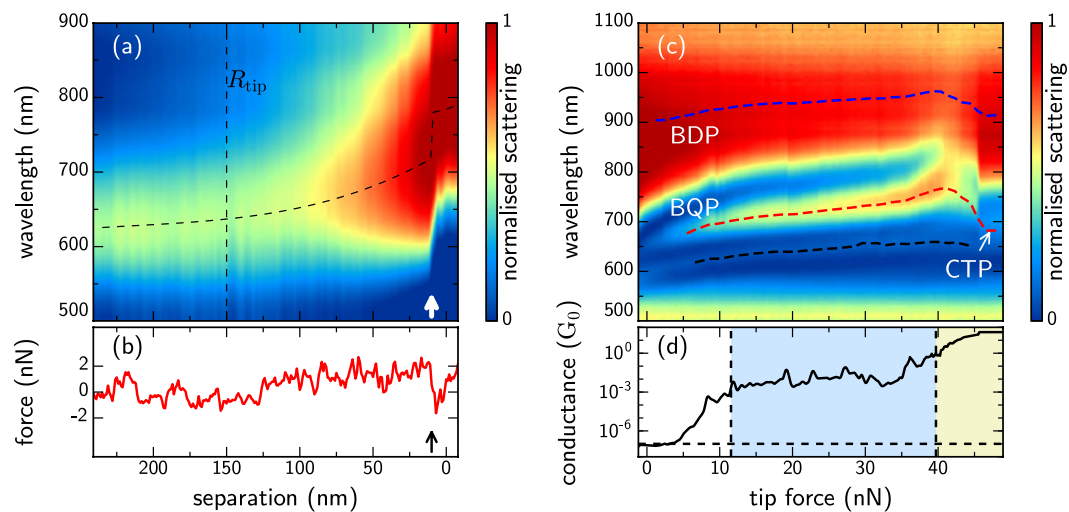 (a)
R_tip
900
800
700
600
500
wavelength (nm)
1
0
normalised scattering
(b)
2
0
-2
force (nN)
200
150
100
50
0
separation (nm)
(c)
BDP
BQP
CTP
1100
1000
900
800
700
600
500
wavelength (nm)
1
0
normalised scattering
(d)
10^0
10^-3
10^-7
conductance (G_0)
0
10
20
30
40
tip force (nN)